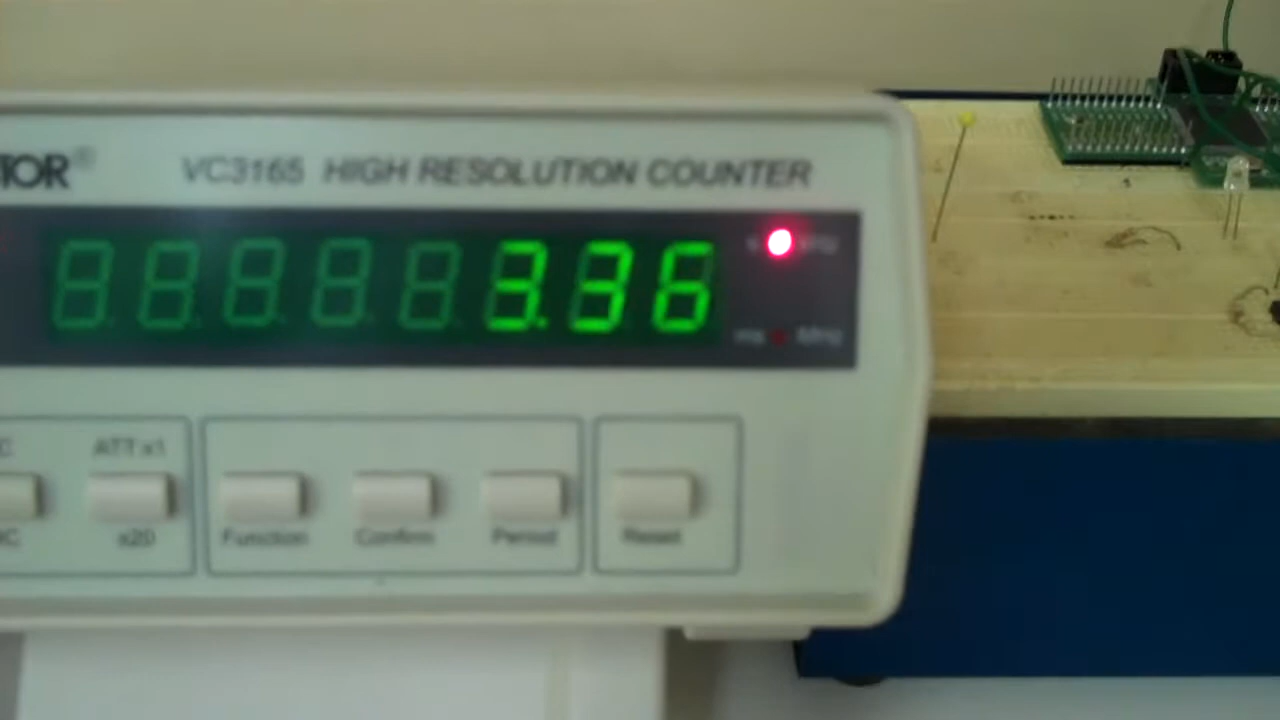 TOR®
VC3165 HIGH RESOLUTION COUNTER
3.36
ATT x1
x20
Function
Confirm
Period
Reset